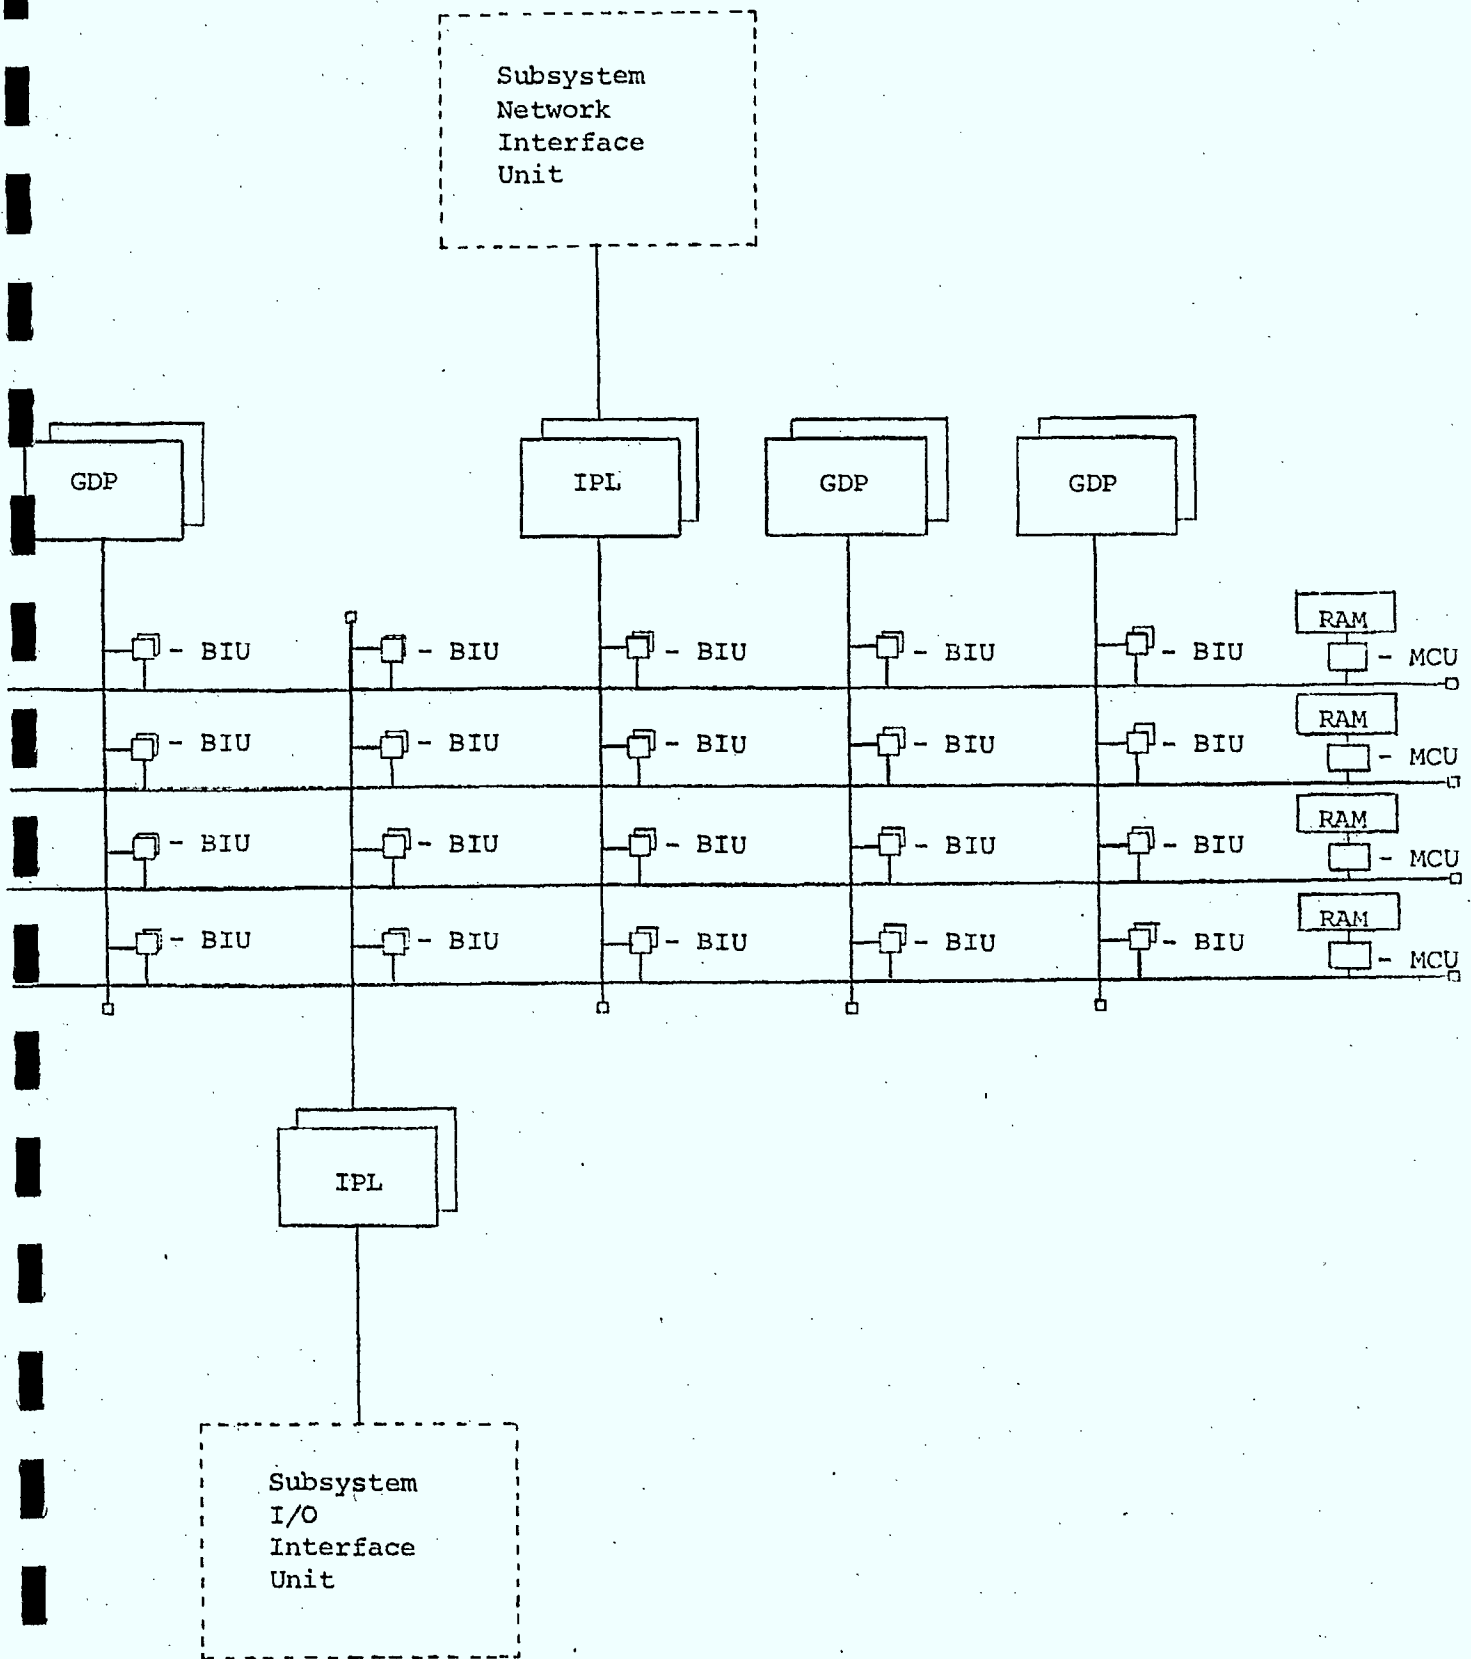 Subsystem
Network
Interface
Unit
GDP
IPL
GDP
GDP
RAM
- BIU
- BIU
- BIU
- BIU
- BIU
- MCU
RAM
- BIU
- BIU
- BIU
- BIU
- BIU
- MCU
RAM
- BIU
- BIU
- BIU
- BIU
- BIU
- MCU
RAM
- BIU
- BIU
- BIU
- BIU
- BIU
- MCU
IPL
Subsystem
I/O
Interface
Unit